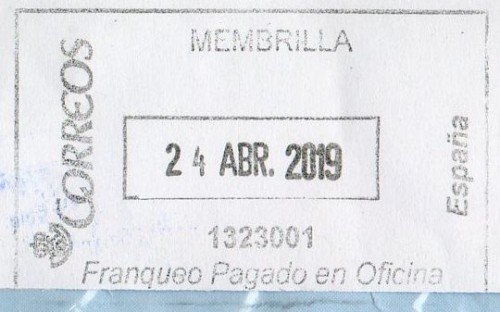 MEMBRILLA
CORREOS
24 ABR. 2019
España
1323001
Franqueo Pagado en Oficina